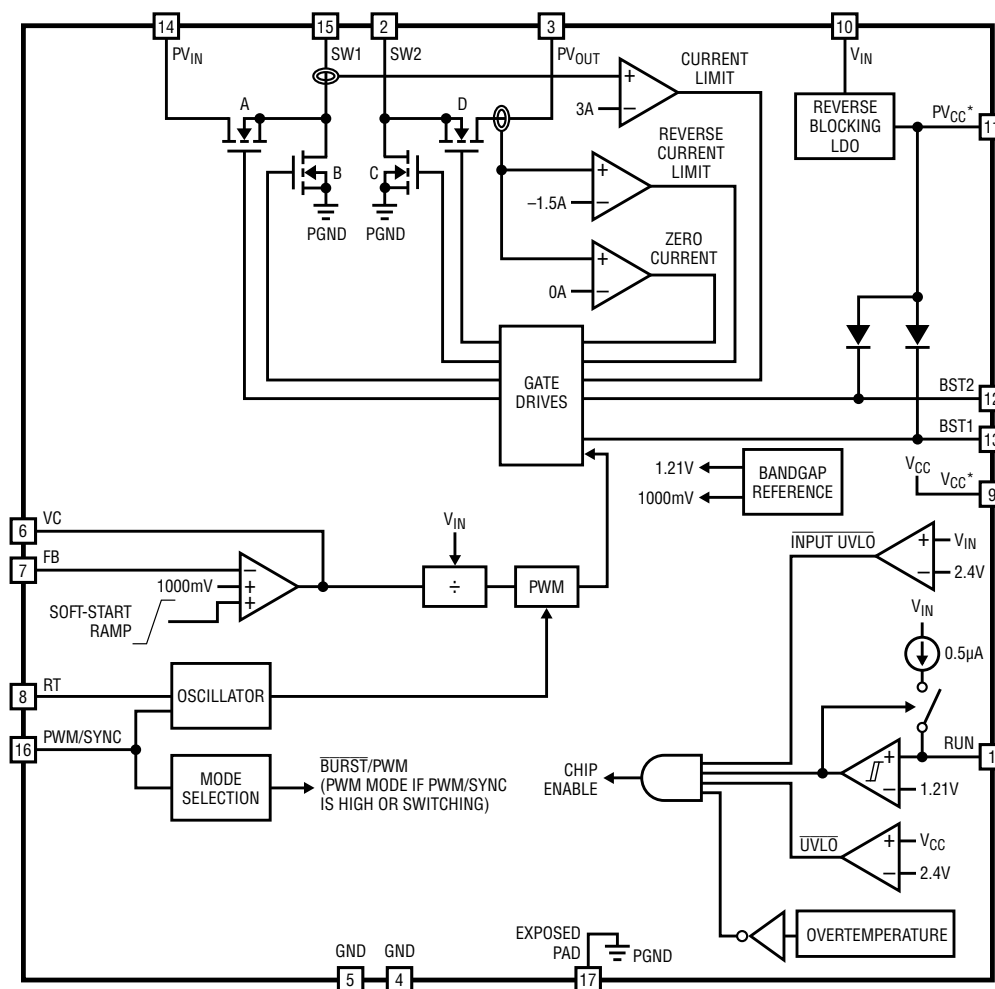 14
15
2
3
10
PVIN
SW1
SW2
PVOUT
VIN
CURRENT
LIMIT
A
D
+
3A
−
REVERSE
BLOCKING
LDO
PVCC*
11
REVERSE
CURRENT
LIMIT
B
C
+
−1.5A
−
PGND
PGND
ZERO
CURRENT
+
0A
−
GATE
DRIVES
BST2
12
BST1
13
1.21V
1000mV
BANDGAP
REFERENCE
VCC
VCC*
9
6
VC
7
FB
VIN
1000mV
−
+
+
SOFT-START
RAMP
÷
PWM
INPUT UVLO
+
VIN
−
2.4V
VIN
0.5µA
8
RT
OSCILLATOR
16
PWM/SYNC
MODE
SELECTION
BURST/PWM
(PWM MODE IF PWM/SYNC
IS HIGH OR SWITCHING)
CHIP
ENABLE
RUN
1
+
−
1.21V
UVLO
+
VCC
−
2.4V
OVERTEMPERATURE
GND
GND
EXPOSED
PAD
PGND
5
4
17